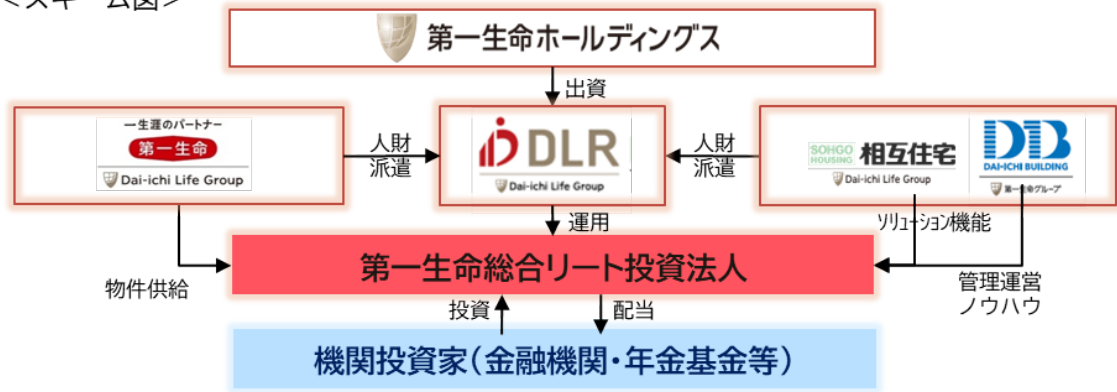 ＜スキーム図＞
第一生命ホールディングス
出資
一生涯のパートナー
第一生命
Dai-ichi Life Group
人財
派遣
DLR
Dai-ichi Life Group
人財
派遣
SOHGO
HOUSING
相互住宅
Dai-ichi Life Group
DB
DAI-ICHI BUILDING
第一生命グループ
運用
ソリューション機能
第一生命総合リート投資法人
物件供給
管理運営
ノウハウ
投資
配当
機関投資家（金融機関・年金基金等）